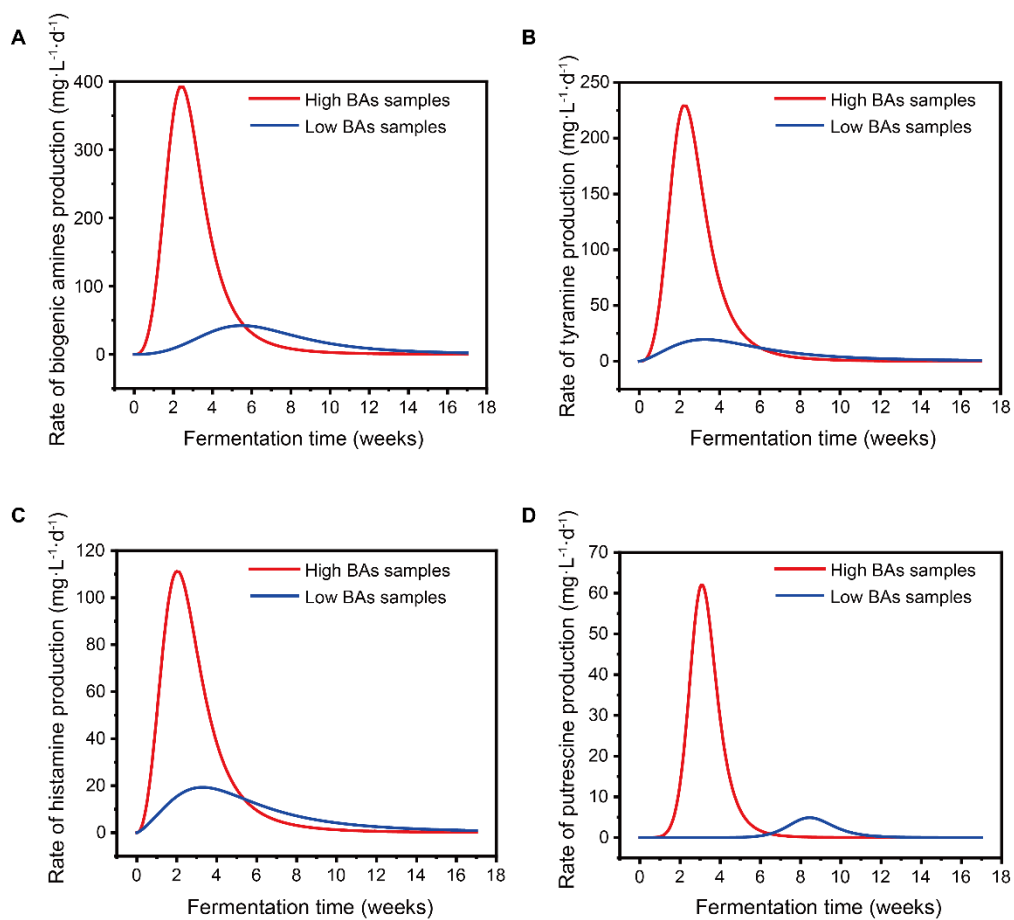 A
Rate of biogenic amines production (mg·L⁻¹·d⁻¹)
400
300
200
100
0
High BAs samples
Low BAs samples
0 2 4 6 8 10 12 14 16 18
Fermentation time (weeks)
B
Rate of tyramine production (mg·L⁻¹·d⁻¹)
250
200
150
100
50
25
0
High BAs samples
Low BAs samples
0 2 4 6 8 10 12 14 16 18
Fermentation time (weeks)
C
Rate of histamine production (mg·L⁻¹·d⁻¹)
120
100
80
60
40
20
0
High BAs samples
Low BAs samples
0 2 4 6 8 10 12 14 16 18
Fermentation time (weeks)
D
Rate of putrescine production (mg·L⁻¹·d⁻¹)
70
60
50
40
30
20
10
5
0
High BAs samples
Low BAs samples
0 2 4 6 8 10 12 14 16 18
Fermentation time (weeks)